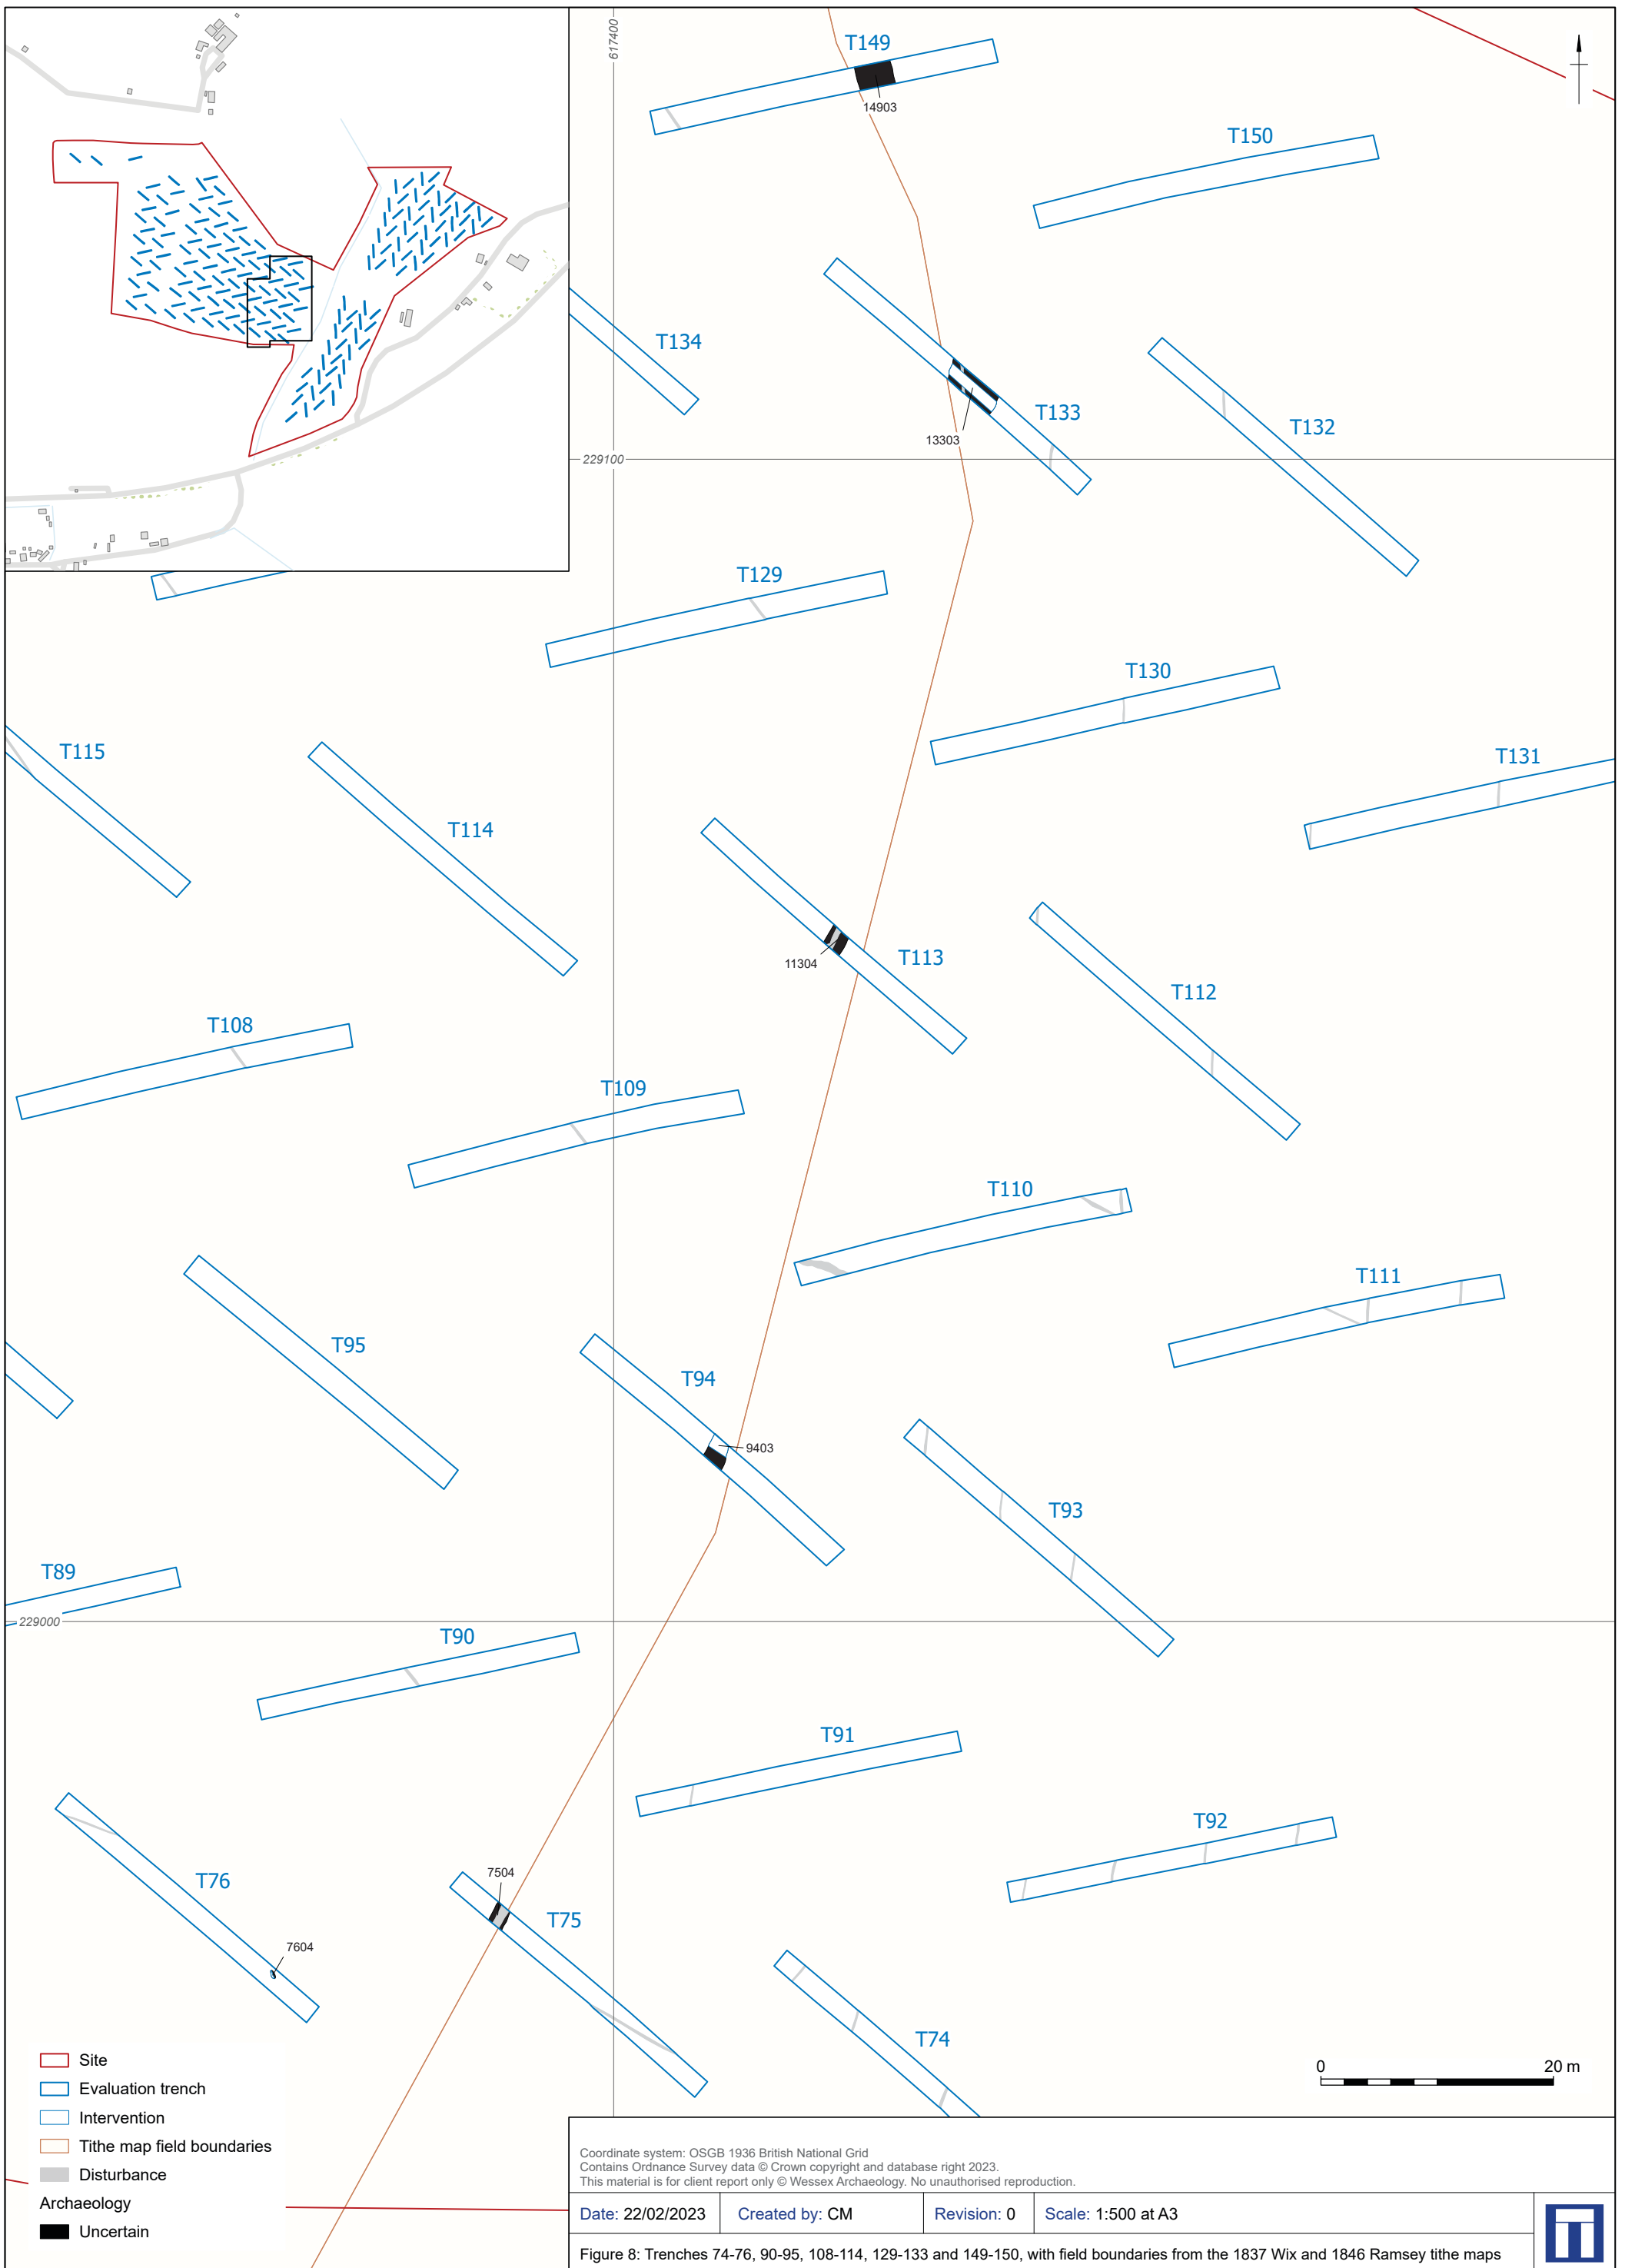 617400
T149
14903
T150
T134
T133
13303
T132
229100
T129
T130
T131
T115
T114
T113
11304
T112
T108
T109
T110
T111
T95
T94
9403
T93
T89
229000
T90
T91
T92
T76
7604
7504
T75
T74
Site
Evaluation trench
Intervention
Tithe map field boundaries
Disturbance
Archaeology
Uncertain
0 20 m
Coordinate system: OSGB 1936 British National Grid
Contains Ordnance Survey data © Crown copyright and database right 2023.
This material is for client report only © Wessex Archaeology. No unauthorised reproduction.
Date: 22/02/2023 Created by: CM Revision: 0 Scale: 1:500 at A3
Figure 8: Trenches 74-76, 90-95, 108-114, 129-133 and 149-150, with field boundaries from the 1837 Wix and 1846 Ramsey tithe maps